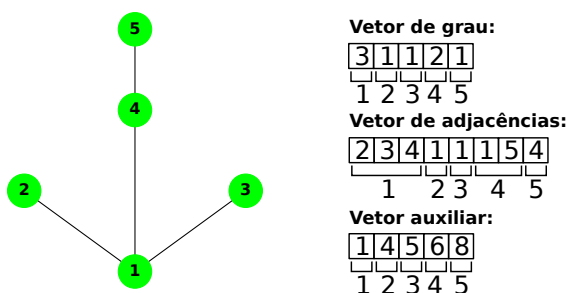 5
4
2
3
1
Vetor de grau:
3 1 1 2 1
1 2 3 4 5
Vetor de adjacências:
2 3 4 1 1 1 5 4
1 2 3 4 5
Vetor auxiliar:
1 4 5 6 8
1 2 3 4 5